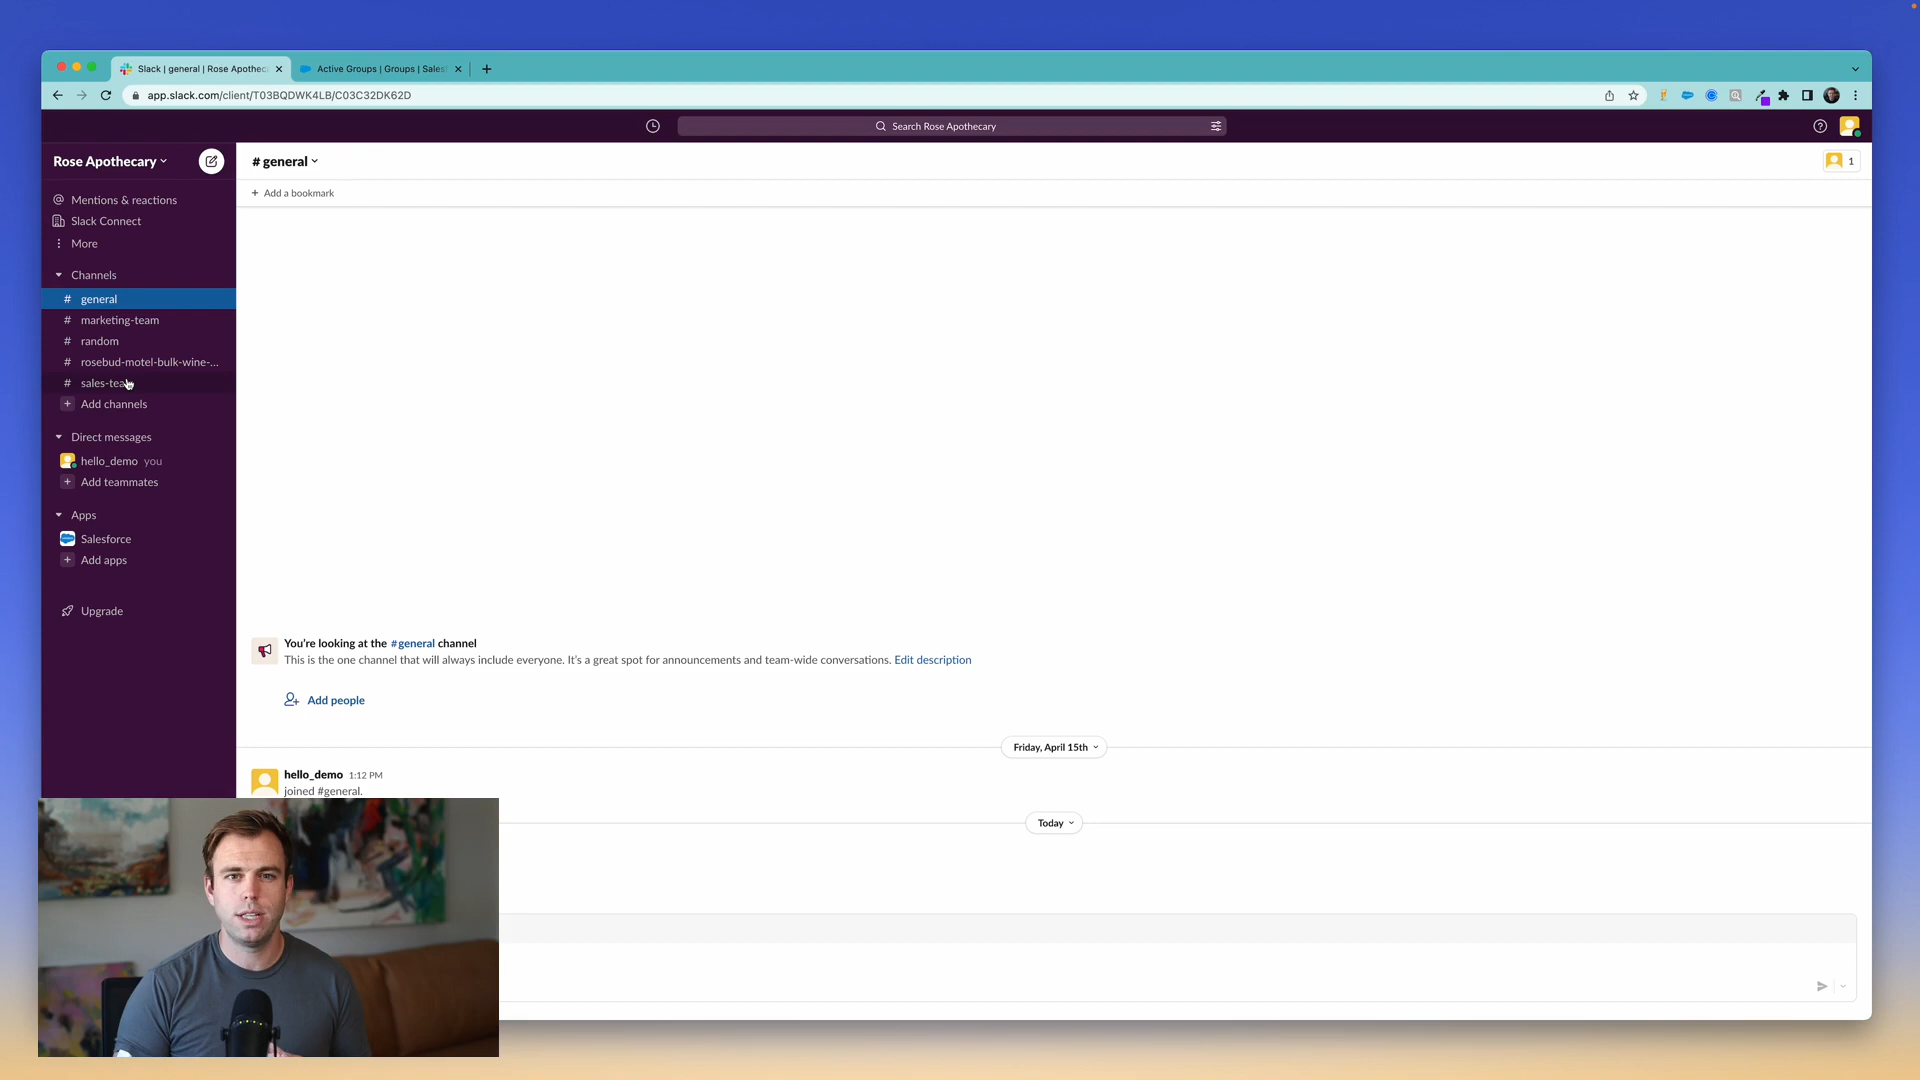 Slack | general | Rose Apothec
Active Groups | Groups | Sales
app.slack.com/client/T03BQDWK4LB/C03C32DK62D
Search Rose Apothecary
Rose Apothecary
# general
1
Add a bookmark
Mentions & reactions
Slack Connect
More
Channels
# general
# marketing-team
# random
# rosebud-motel-bulk-wine-...
# sales-team
+ Add channels
Direct messages
hello_demo you
+ Add teammates
Apps
Salesforce
+ Add apps
Upgrade
You're looking at the #general channel
This is the one channel that will always include everyone. It's a great spot for announcements and team-wide conversations. Edit description
Add people
Friday, April 15th
hello_demo 1:12 PM
joined #general.
Today